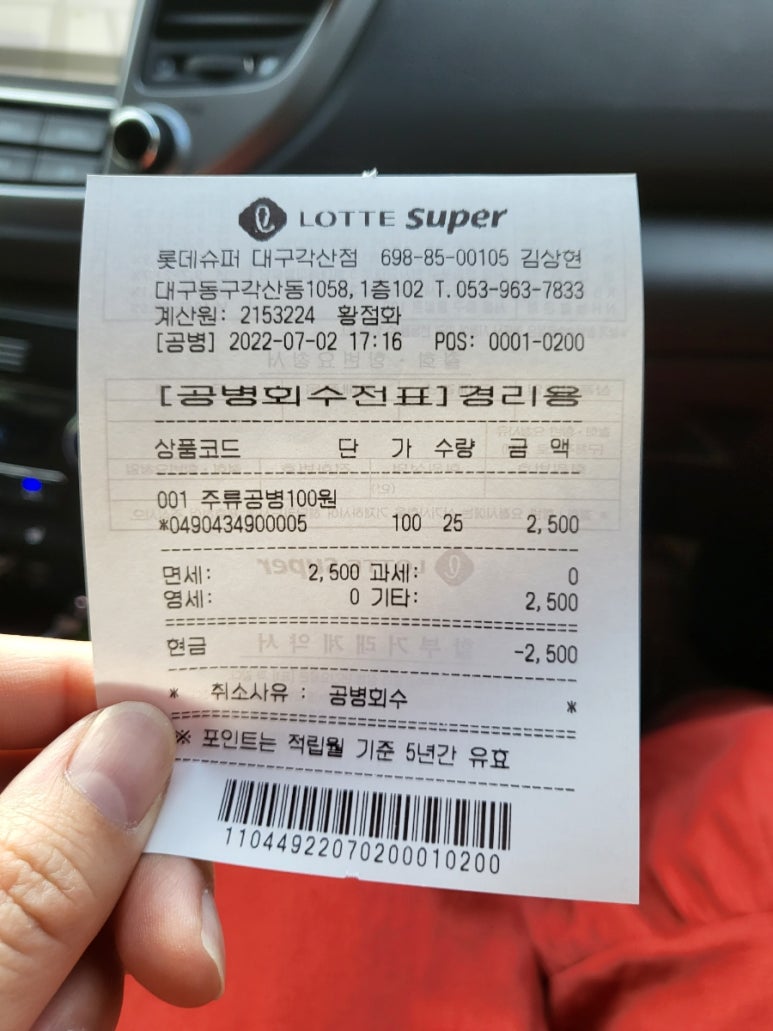 LOTTE super
롯데슈퍼 대구각산점 698-85-00105 김상현
대구동구각산동1058,1층102 T.053-963-7833
계산원: 2153224 황점화
[공병] 2022-07-02 17:16 POS: 0001-0200
[공병회수전표]경리용
상품코드 단 가 수량 금 액
001 주류공병100원
*0490434900005 100 25 2,500
면세: 2,500 과세: 0
영세: 0 기타: 2,500
현금 -2,500
* 취소사유 : 공병회수 *
※ 포인트는 적립월 기준 5년간 유효
11044922070200010200